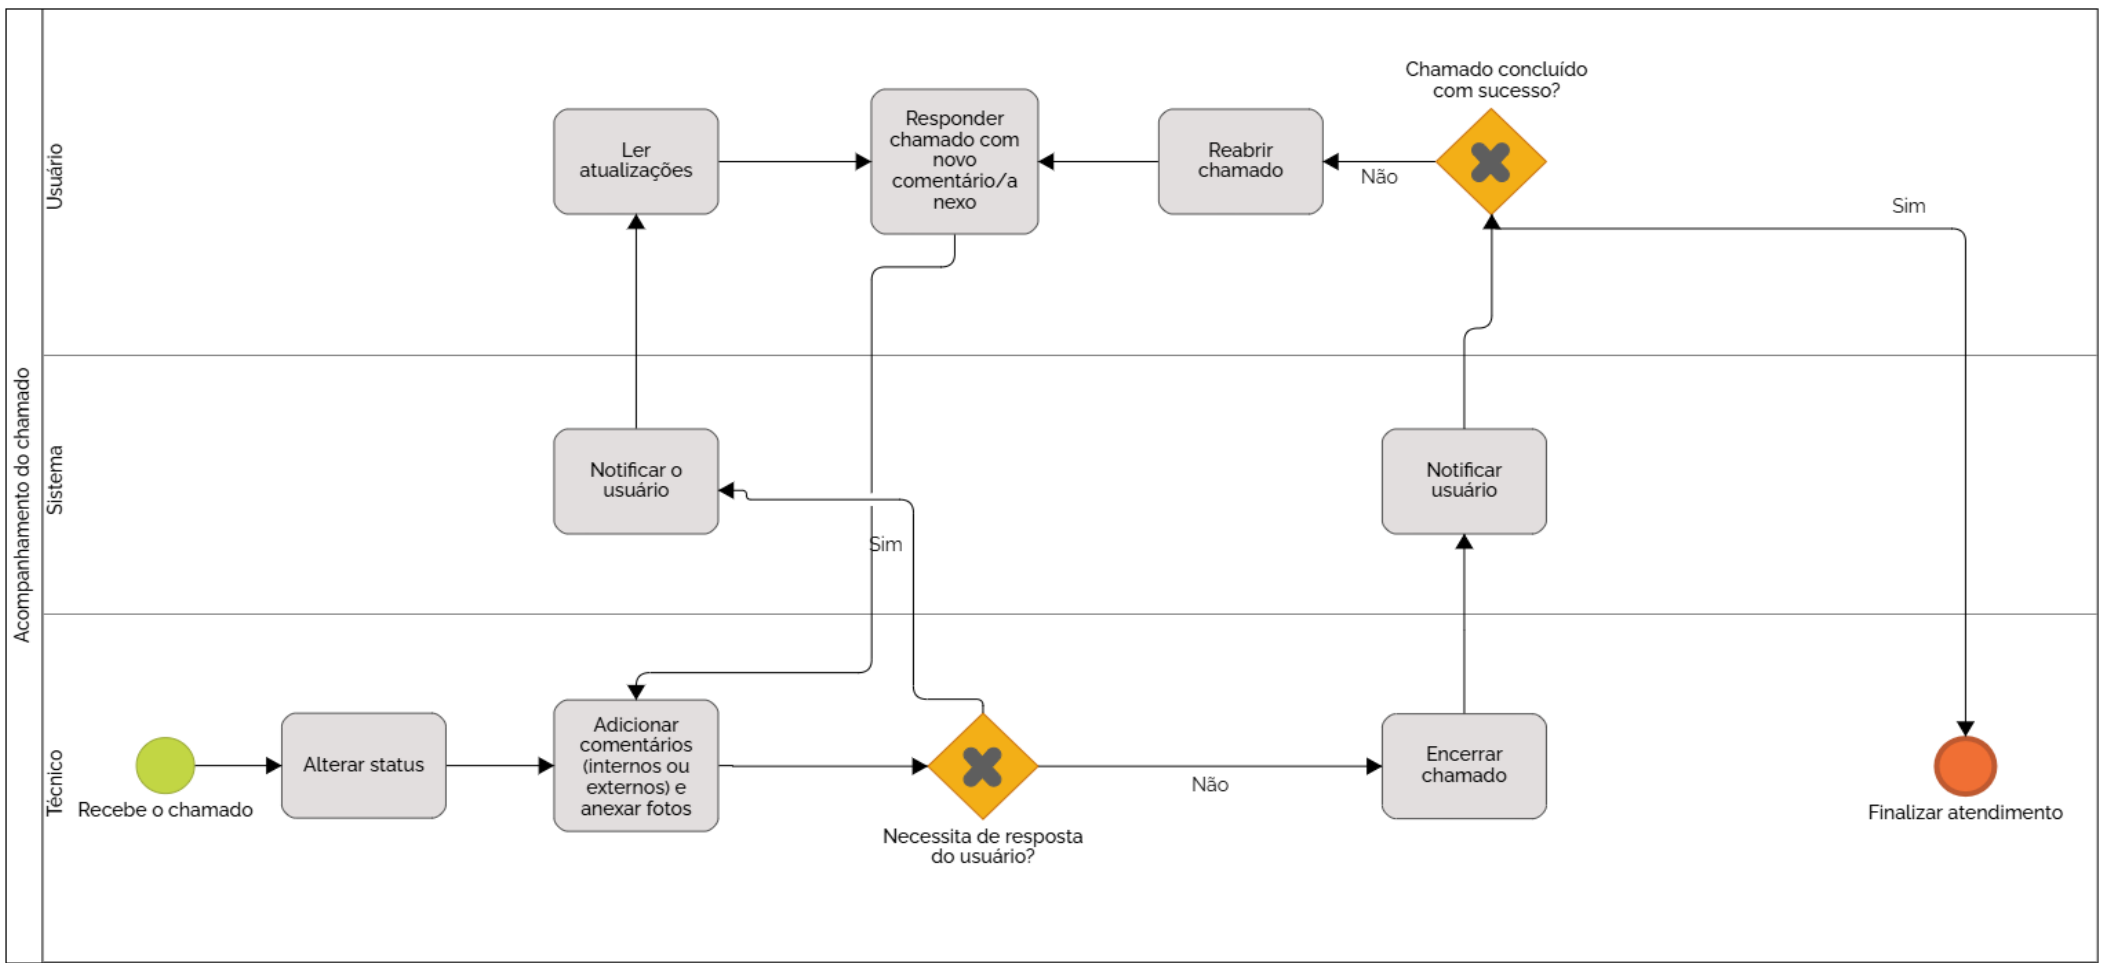 Acompanhamento do chamado
Usuário
Ler
atualizações
Responder
chamado com
novo
comentário/a
nexo
Reabrir
chamado
Não
Chamado concluído
com sucesso?
Sim
Sistema
Notificar o
usuário
Sim
Notificar
usuário
Técnico
Recebe o chamado
Alterar status
Adicionar
comentários
(internos ou
externos) e
anexar fotos
Necessita de resposta
do usuário?
Não
Encerrar
chamado
Finalizar atendimento